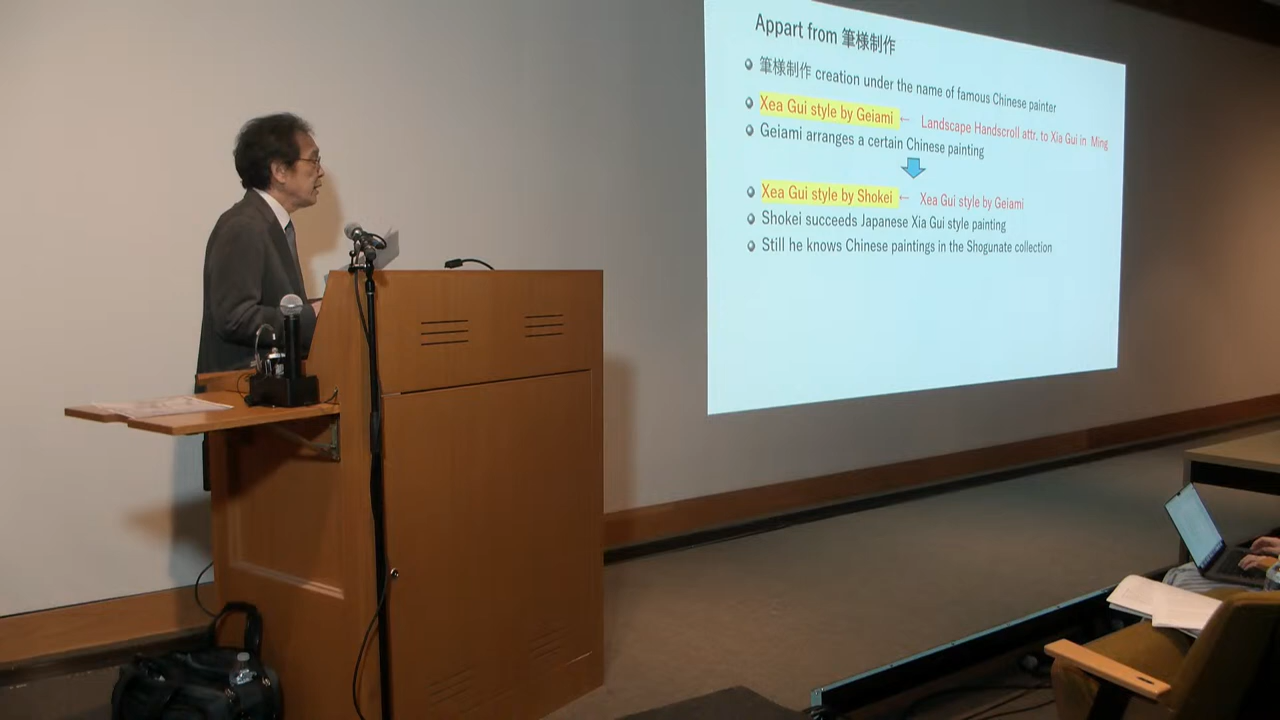 Appart from 筆様制作
筆様制作 creation under the name of famous Chinese painter
Xea Gui style by Geiami ← Landscape Handscroll attr. to Xia Gui in Ming
Geiami arranges a certain Chinese painting
Xea Gui style by Shokei ← Xea Gui style by Geiami
Shokei succeeds Japanese Xia Gui style painting
Still he knows Chinese paintings in the Shogunate collection